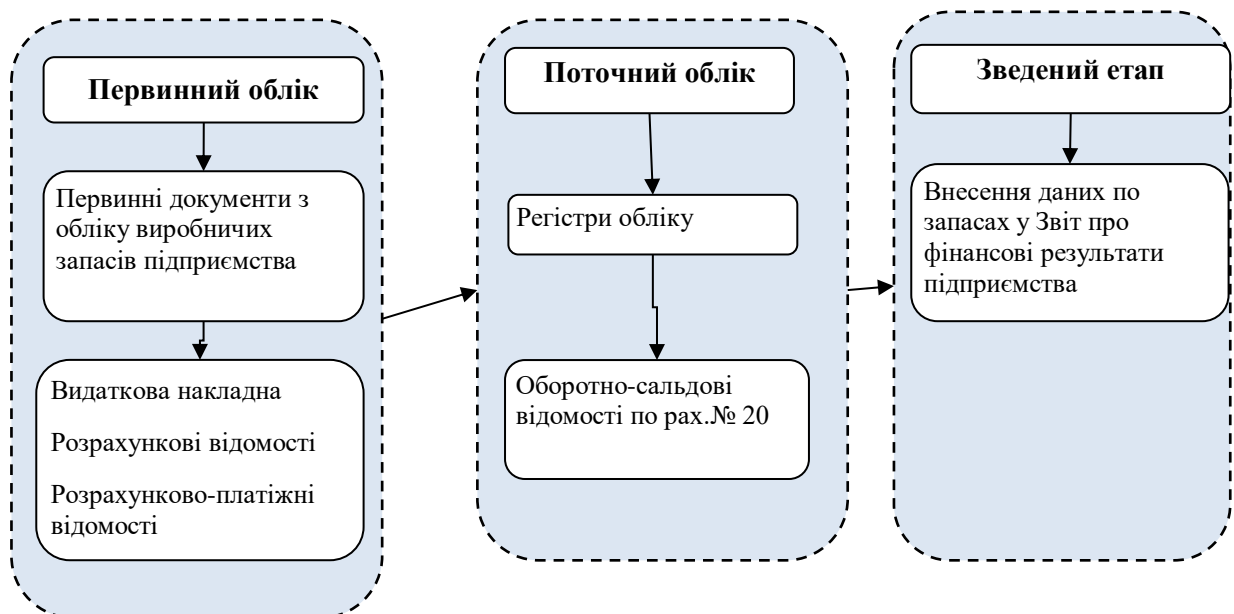 Первинний облік
Первинні документи з
обліку виробничих
запасів підприємства
Видаткова накладна
Розрахункові відомості
Розрахунково-платіжні
відомості
Поточний облік
Регістри обліку
Оборотно-сальдові
відомості по рах.№ 20
Зведений етап
Внесення даних по
запасах у Звіт про
фінансові результати
підприємства